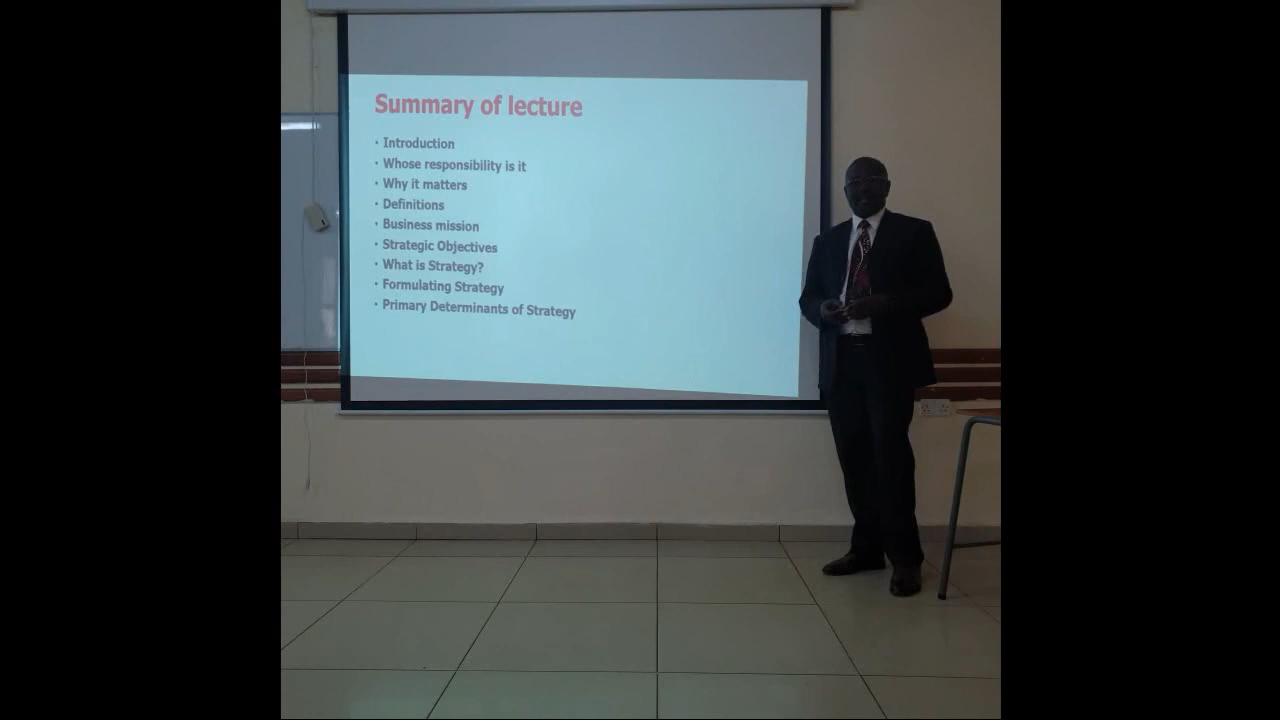 Summary of lecture
• Introduction
• Whose responsibility is it
• Why it matters
• Definitions
• Business mission
• Strategic Objectives
• What is Strategy?
• Formulating Strategy
• Primary Determinants of Strategy